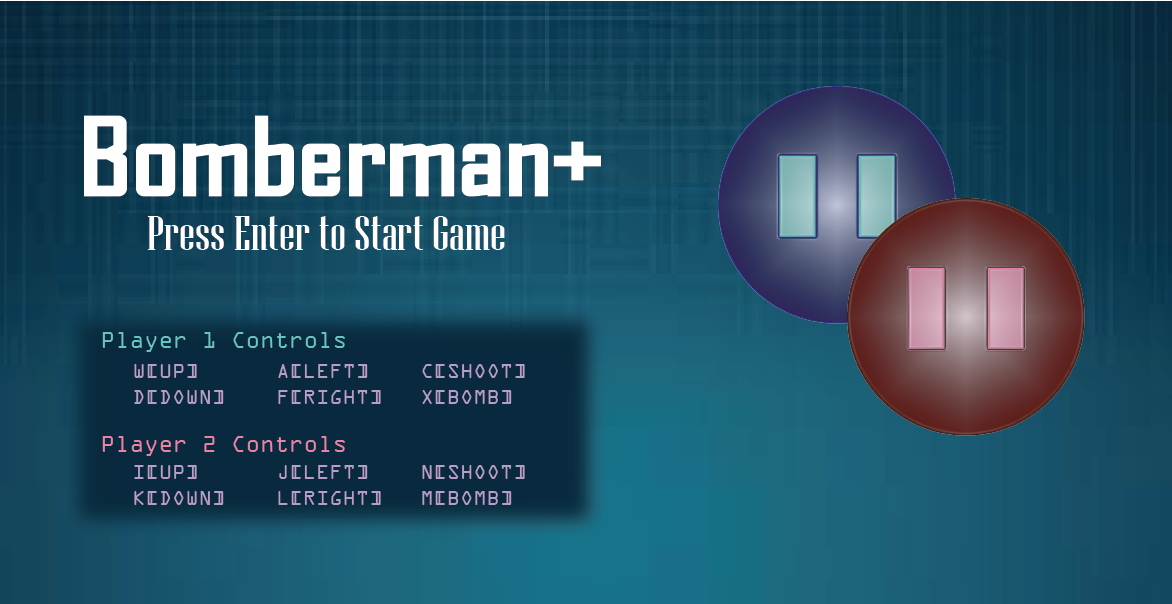 Bomberman+
Press Enter to Start Game
Player 1 Controls
W[UP] A[LEFT] C[SHOOT]
D[DOWN] F[RIGHT] X[BOMB]
Player 2 Controls
I[UP] J[LEFT] N[SHOOT]
K[DOWN] L[RIGHT] M[BOMB]